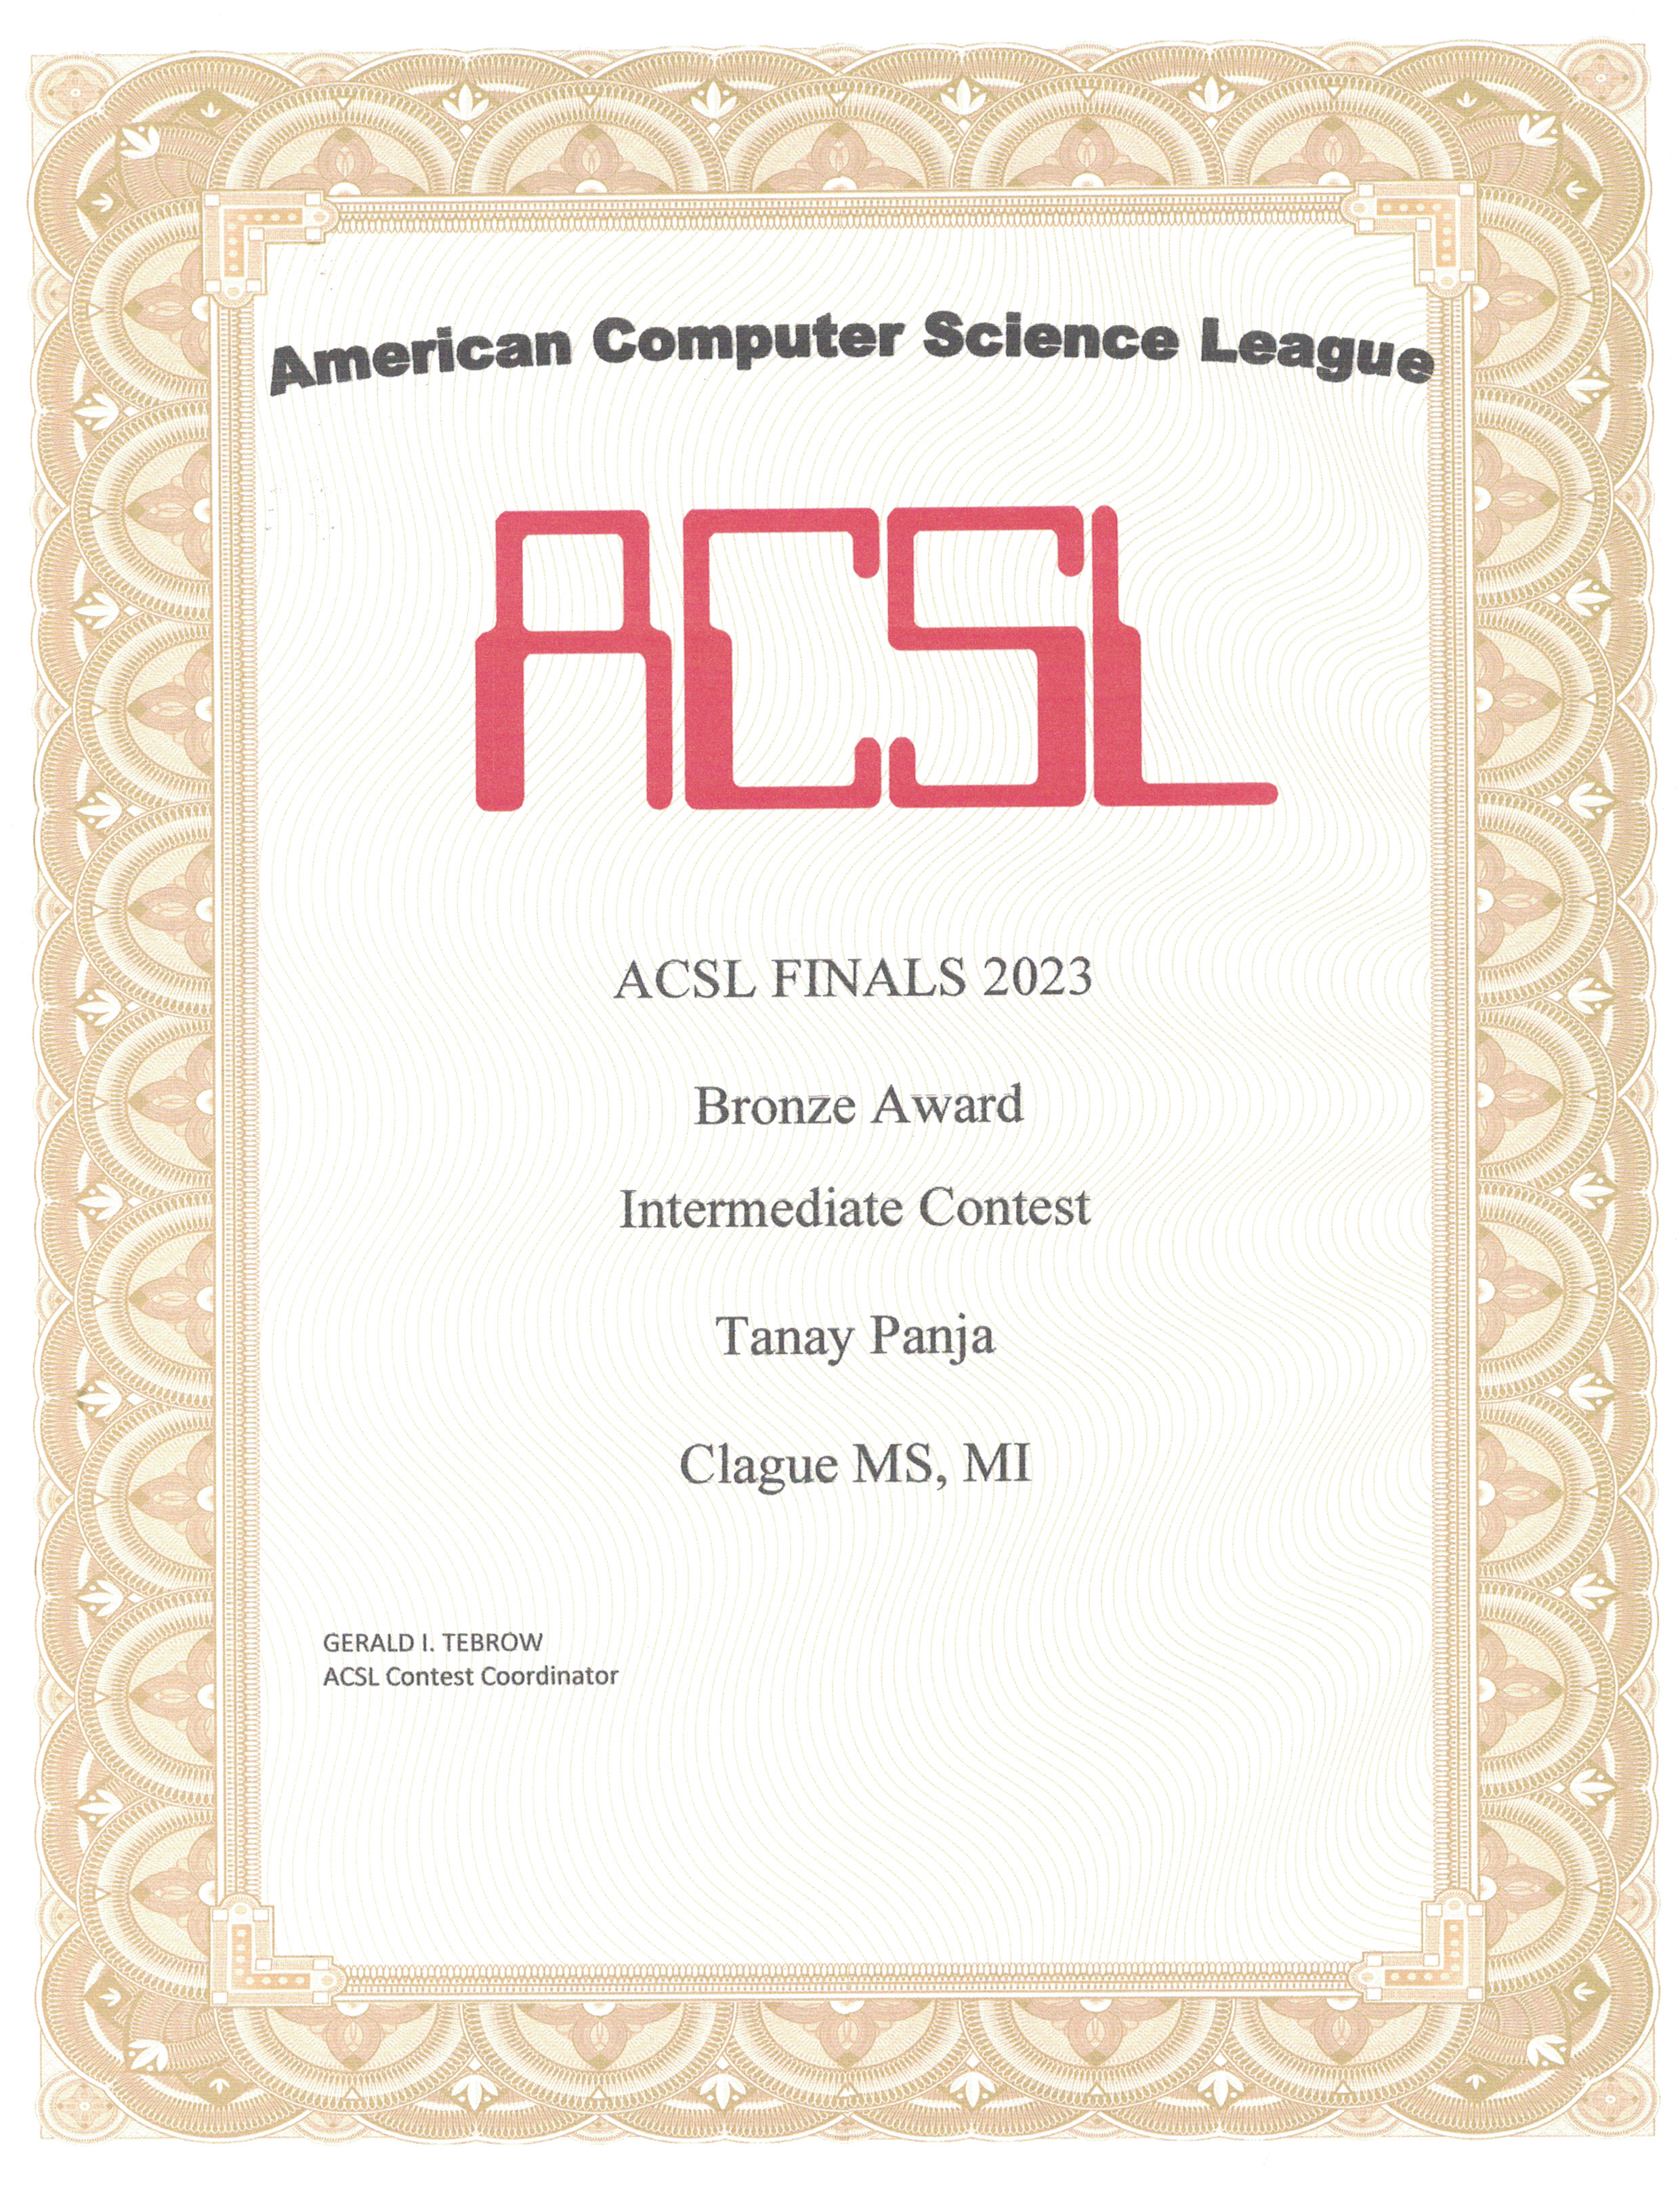 American Computer Science League
ACSL
ACSL FINALS 2023
Bronze Award
Intermediate Contest
Tanay Panja
Clague MS, MI
GERALD I. TEBROW
ACSL Contest Coordinator